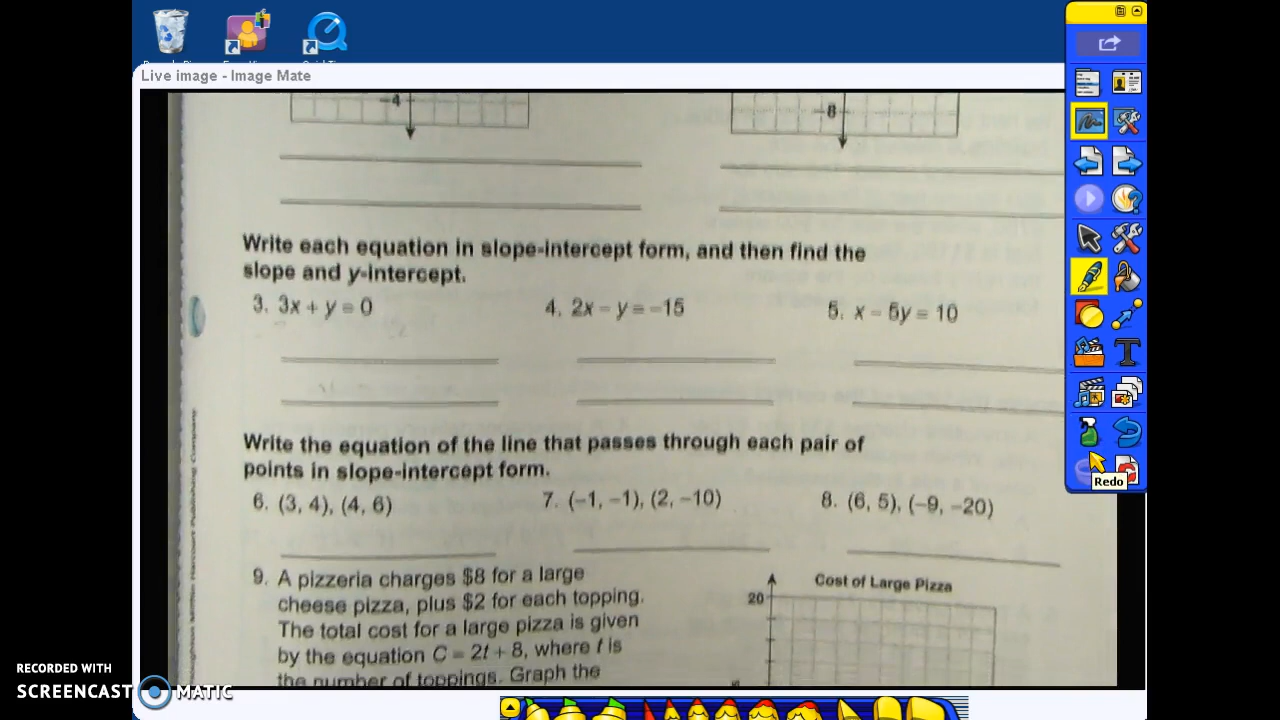 Live image - Image Mate
-4
-8
Write each equation in slope-intercept form, and then find the
slope and y-intercept.
3. 3x + y = 0
4. 2x - y = -15
5. x - 5y = 10
Write the equation of the line that passes through each pair of
points in slope-intercept form.
6. (3, 4), (4, 6)
7. (-1, -1), (2, -10)
8. (6, 5), (-9, -20)
9. A pizzeria charges $8 for a large
cheese pizza, plus $2 for each topping.
The total cost for a large pizza is given
by the equation C = 2t + 8, where t is
the number of toppings. Graph the
Cost of Large Pizza
20
Redo
RECORDED WITH
SCREENCAST MATIC